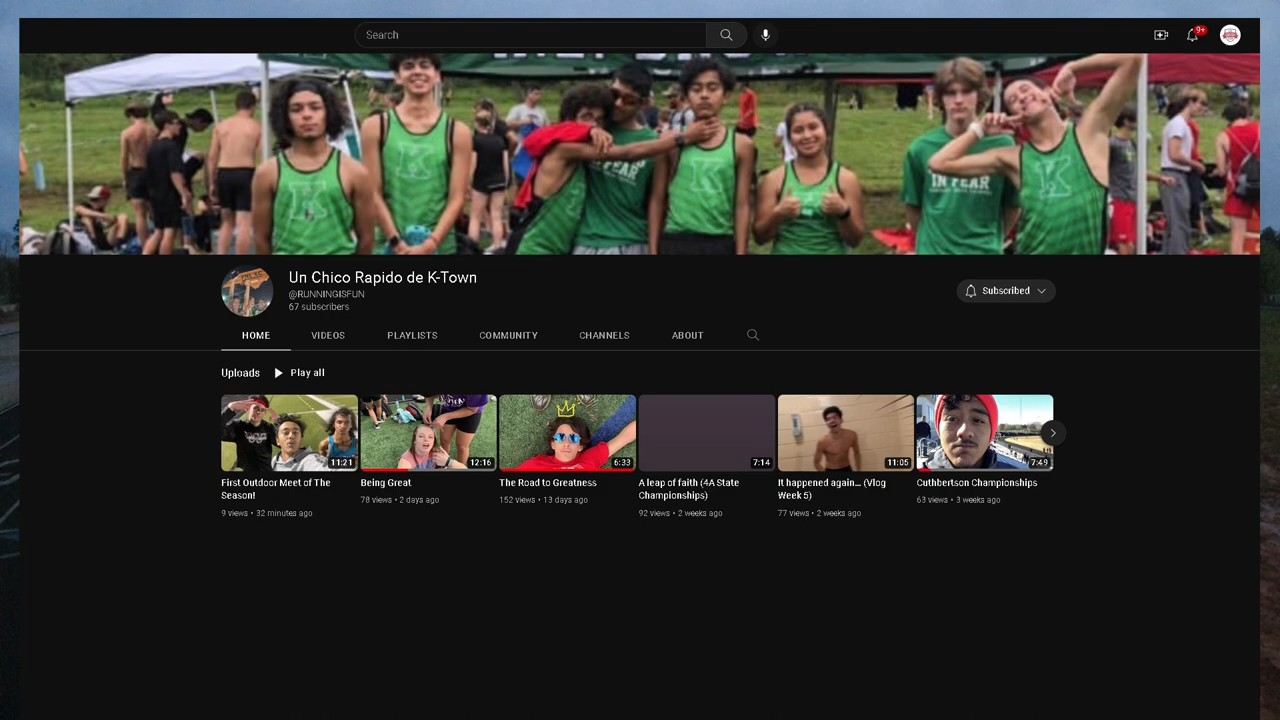 Search
9+
K
K
IN FEAR
K
IN FEAR
K
Un Chico Rapido de K-Town
@RUNNINGISFUN
67 subscribers
Subscribed
HOME
VIDEOS
PLAYLISTS
COMMUNITY
CHANNELS
ABOUT
Uploads
Play all
11:21
12:16
6:33
7:14
11:05
7:49
First Outdoor Meet of The
Season!
9 views • 32 minutes ago
Being Great
78 views • 2 days ago
The Road to Greatness
152 views • 13 days ago
A leap of faith (4A State
Championships)
92 views • 2 weeks ago
It happened again... (Vlog
Week 5)
77 views • 2 weeks ago
Cuthbertson Championships
63 views • 3 weeks ago